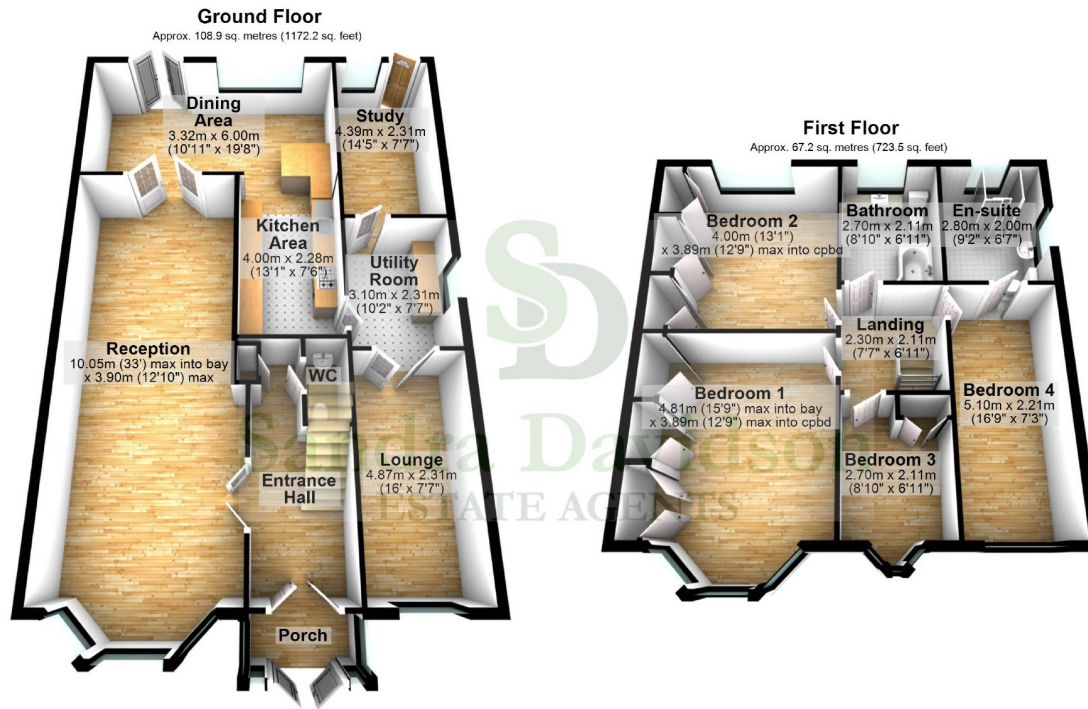 Ground Floor
Approx. 108.9 sq. metres (1172.2 sq. feet)
Dining
Area
3.32m x 6.00m
(10'11" x 19'8")
Study
4.39m x 2.31m
(14'5" x 7'7")
Kitchen
Area
4.00m x 2.28m
(13'1" x 7'6")
Utility
Room
3.10m x 2.31m
(10'2" x 7'7")
Reception
10.05m (33') max into bay
x 3.90m (12'10") max
WC
Lounge
4.87m x 2.31m
(16' x 7'7")
Entrance
Hall
Porch
First Floor
Approx. 67.2 sq. metres (723.5 sq. feet)
Bedroom 2
4.00m (13'1")
x 3.89m (12'9") max into cpbd
Bathroom
2.70m x 2.11m
(8'10" x 6'11")
En-suite
2.80m x 2.00m
(9'2" x 6'7")
Landing
2.30m x 2.11m
(7'7" x 6'11")
Bedroom 1
4.81m (15'9") max into bay
x 3.89m (12'9") max into cpbd
Bedroom 4
5.10m x 2.21m
(16'9" x 7'3")
Bedroom 3
2.70m x 2.11m
(8'10" x 6'11")
SD
Sandra Davidson
ESTATE AGENTS